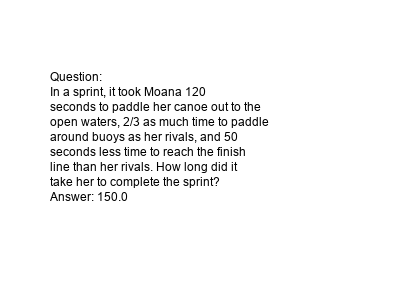 Question:
In a sprint, it took Moana 120
seconds to paddle her canoe out to the
open waters, 2/3 as much time to paddle
around buoys as her rivals, and 50
seconds less time to reach the finish
line than her rivals. How long did it
take her to complete the sprint?
Answer: 150.0